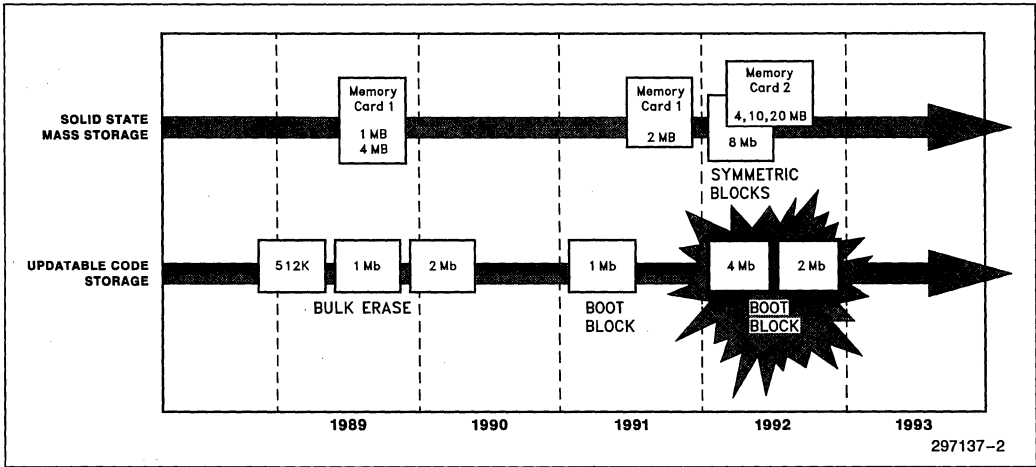 SOLID STATE
MASS STORAGE
Memory
Card 1
1 MB
4 MB
Memory
Card 1
2 MB
Memory
Card 2
4, 10, 20 MB
8 Mb
SYMMETRIC
BLOCKS
UPDATABLE CODE
STORAGE
512K
1 Mb
2 Mb
BULK ERASE
1 Mb
BOOT
BLOCK
4 Mb
2 Mb
BOOT
BLOCK
1989
1990
1991
1992
1993
297137-2